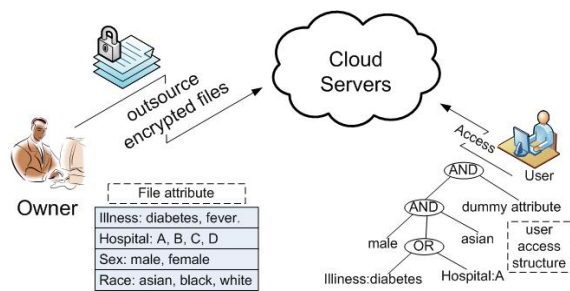 Cloud
Servers
outsource
encrypted files
Owner
Access
User
File attribute
Illness: diabetes, fever.
Hospital: A, B, C, D
Sex: male, female
Race: asian, black, white
AND
AND
dummy attribute
male
asian
OR
user
access
structure
Illiness:diabetes
Hospital:A